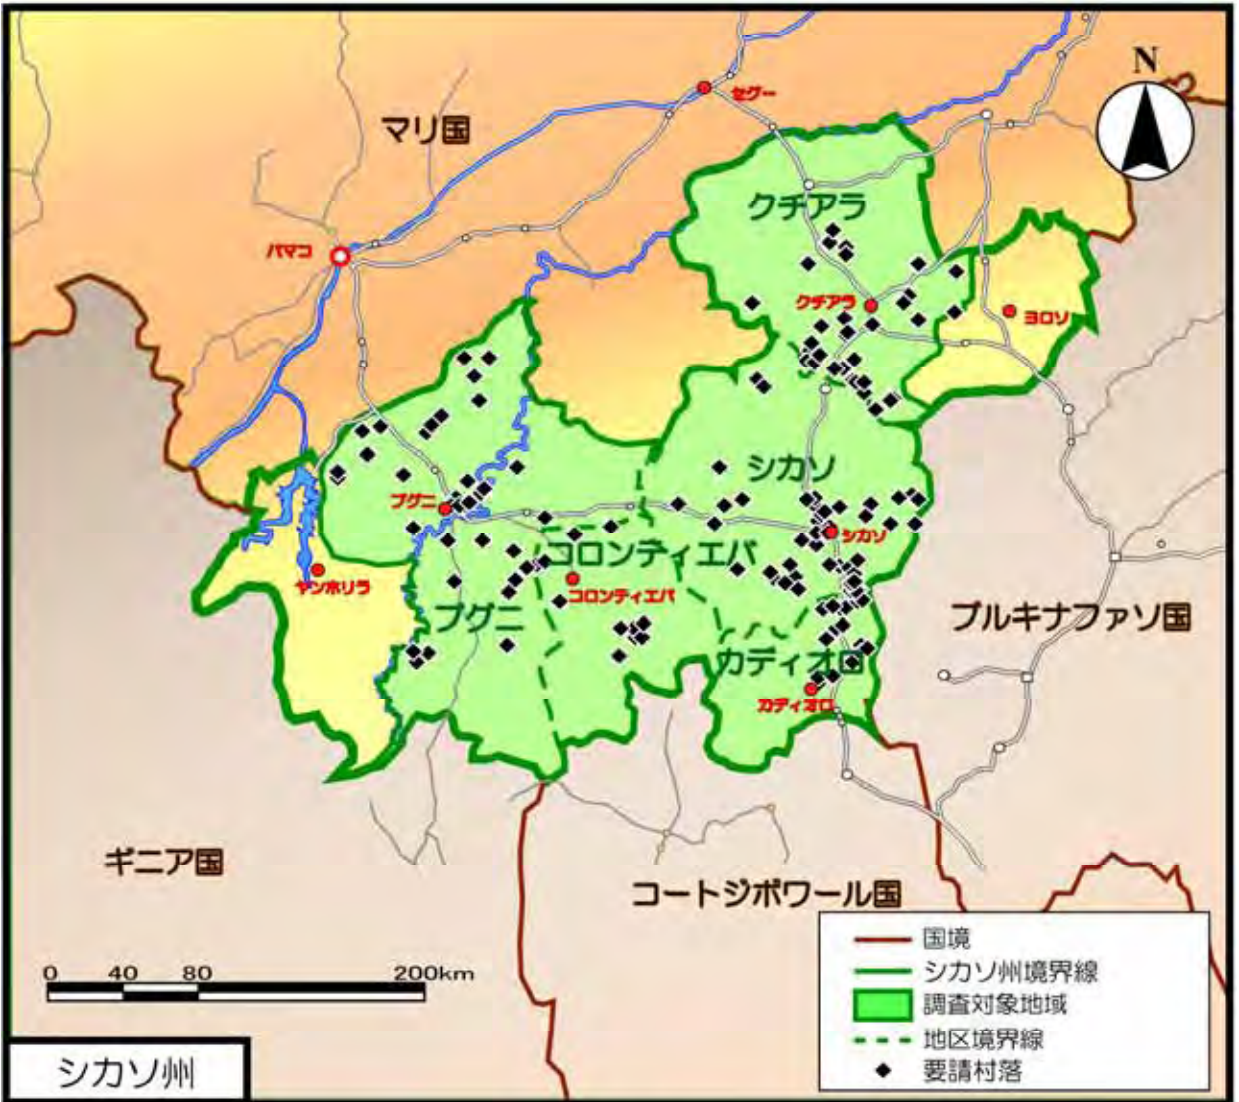 N
セグー
マリ国
クチアラ
バマコ
クチアラ
ヨロソ
シカソ
ブグニ
シカソ
コロンティエバ
ヤンホリラ
コロンティエバ
ブグニ
ブルキナファソ国
カディオロ
カディオロ
ギニア国
コートジボワール国
国境
シカソ州境界線
調査対象地域
地区境界線
要請村落
0 40 80 200km
シカソ州